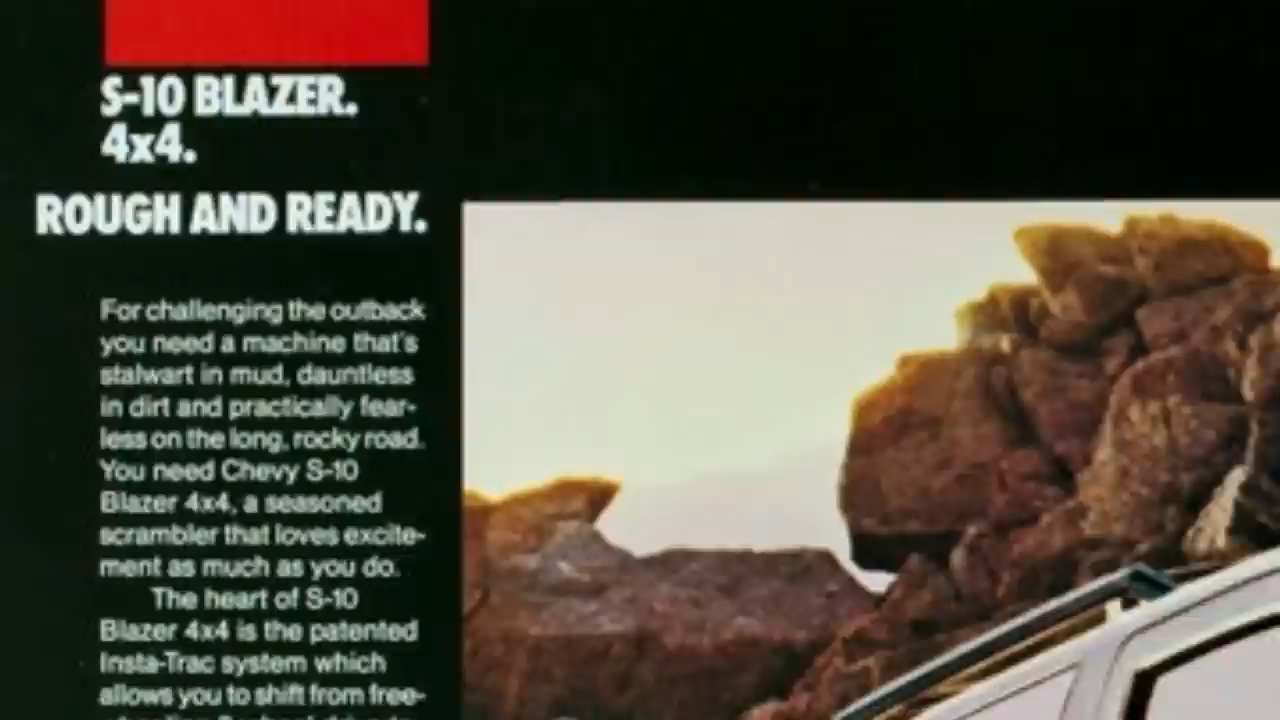 S-10 BLAZER.
4x4.
ROUGH AND READY.
For challenging the outback
you need a machine that's
stalwart in mud, dauntless
in dirt and practically fear-
less on the long, rocky road.
You need Chevy S-10
Blazer 4x4, a seasoned
scrambler that loves excite-
ment as much as you do.
The heart of S-10
Blazer 4x4 is the patented
Insta-Trac system which
allows you to shift from free-